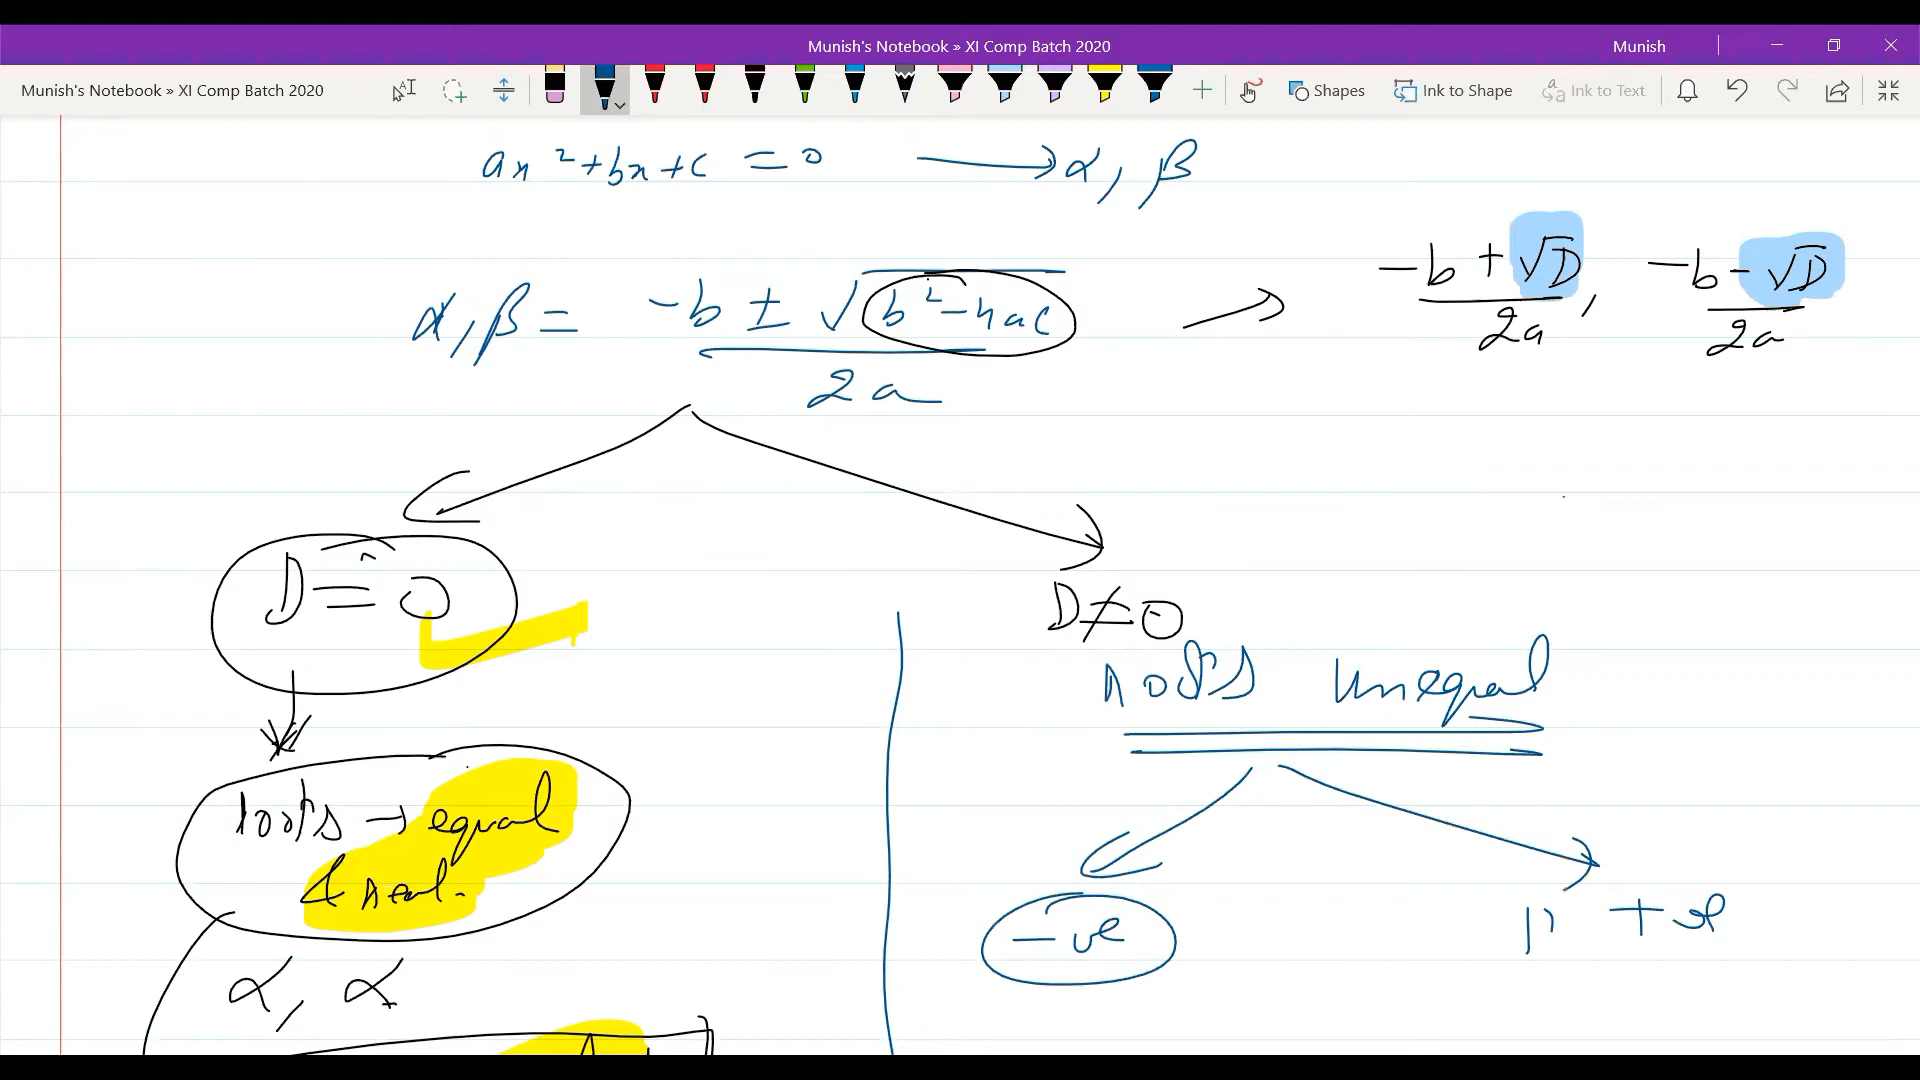 Munish's Notebook » XI Comp Batch 2020
Munish
Munish's Notebook » XI Comp Batch 2020
Shapes
Ink to Shape
Ink to Text
ax²+bx+c = 0 → α, β
α, β = (-b ± √(b²-4ac)) / 2a → (-b + √D) / 2a, (-b - √D) / 2a
D = 0
D ≠ 0
roots unequal
roots → equal
& real.
-ve
+ve
α, α